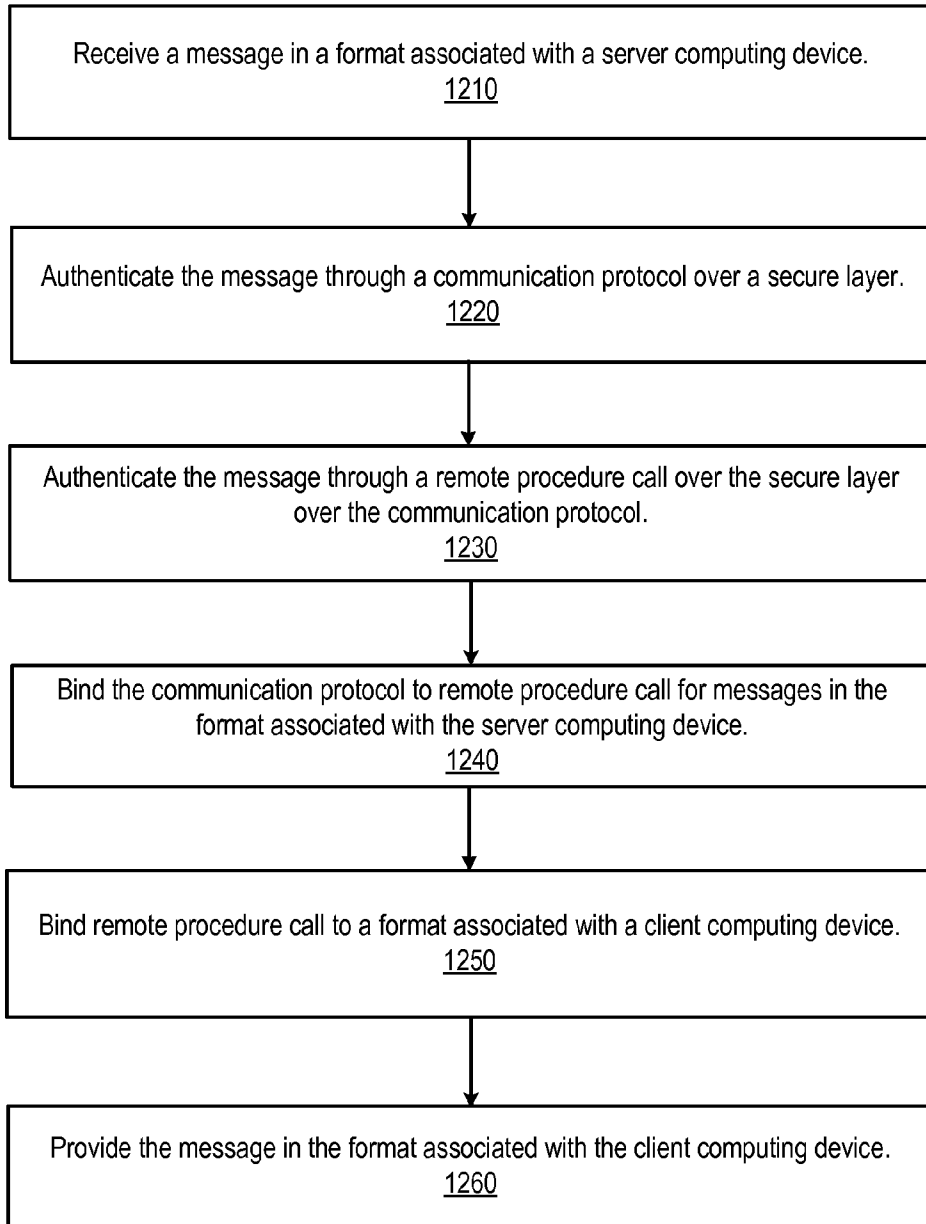 Receive a message in a format associated with a server computing device.
1210
Authenticate the message through a communication protocol over a secure layer.
1220
Authenticate the message through a remote procedure call over the secure layer
over the communication protocol.
1230
Bind the communication protocol to remote procedure call for messages in the
format associated with the server computing device.
1240
Bind remote procedure call to a format associated with a client computing device.
1250
Provide the message in the format associated with the client computing device.
1260